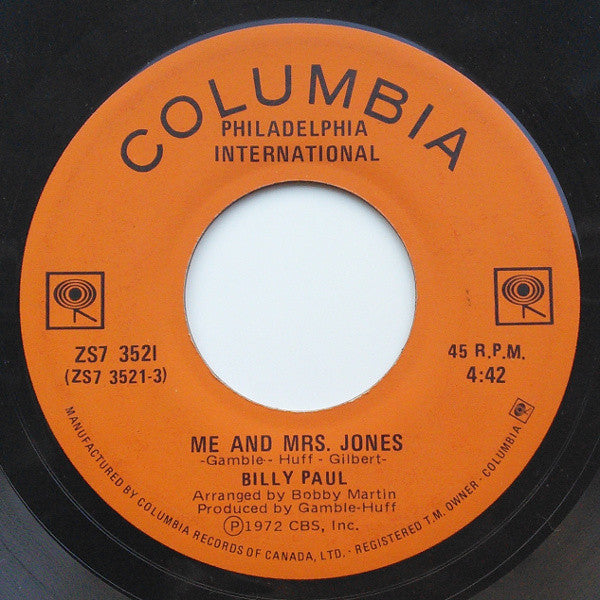 COLUMBIA
PHILADELPHIA
INTERNATIONAL
ZS7 3521
(ZS7 3521-3)
45 R.P.M.
4:42
ME AND MRS. JONES
-Gamble - Huff - Gilbert-
BILLY PAUL
Arranged by Bobby Martin
Produced by Gamble-Huff
Ⓟ1972 CBS, Inc.
MANUFACTURED BY COLUMBIA RECORDS OF CANADA, LTD. - REGISTERED T.M. OWNER - COLUMBIA